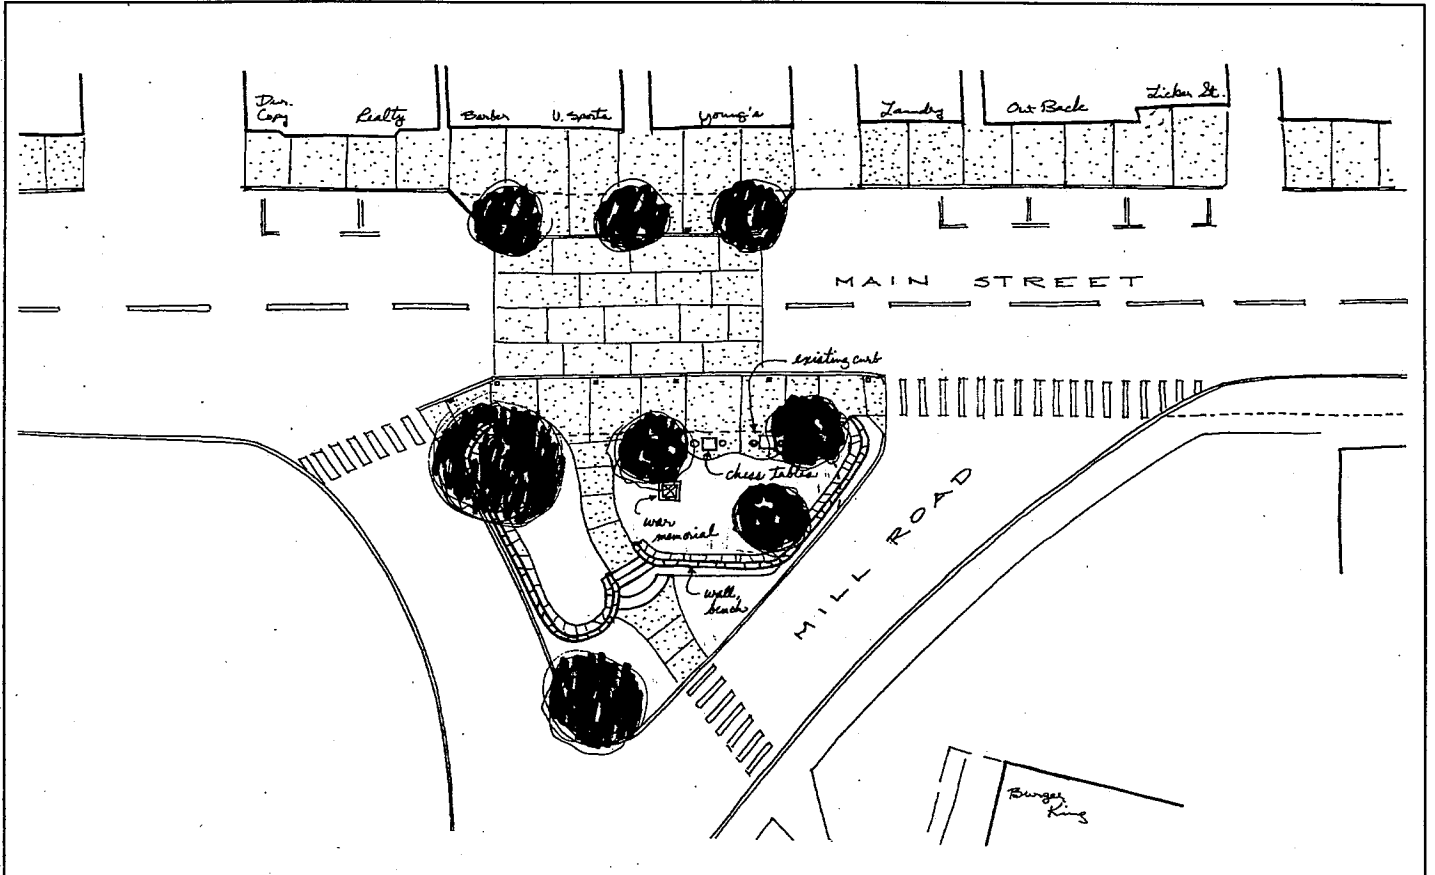 Dur.
Copy
Realty
Barber
U. Sports
Young's
Laundry
Out Back
Licker St.
MAIN STREET
existing curb
chess tables
war
memorial
wall,
bench
MILL ROAD
Burger
King